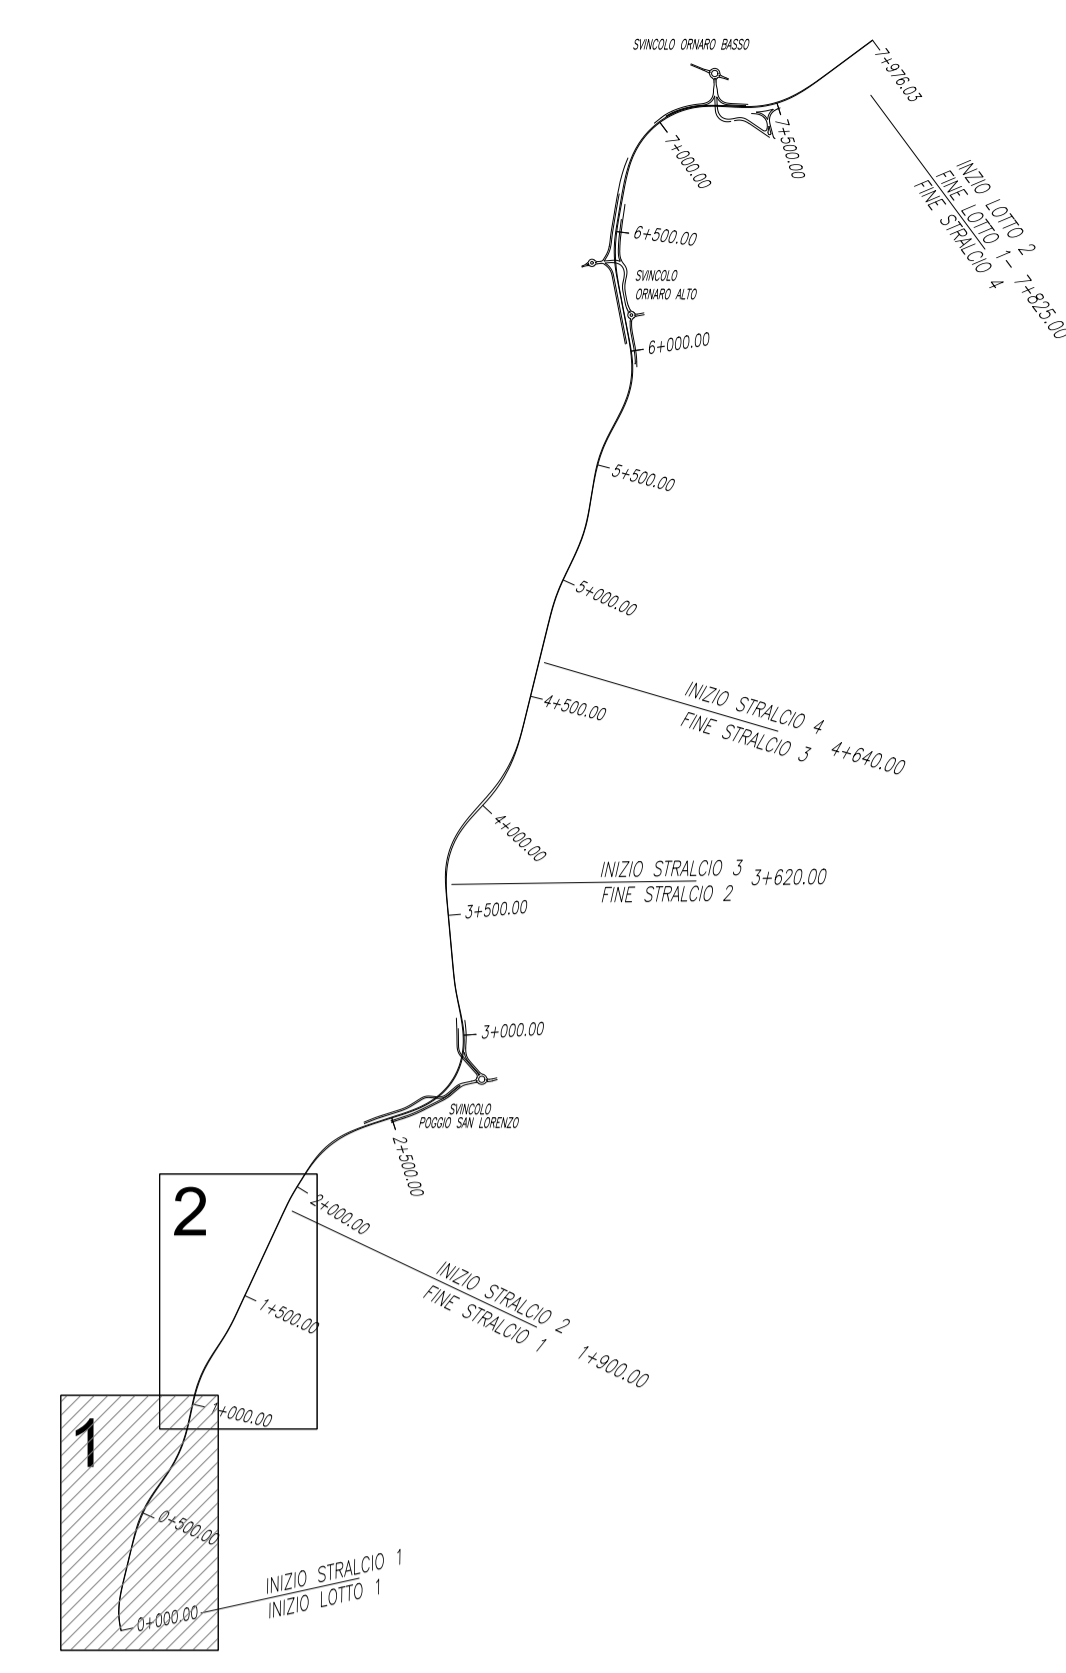 SVINCOLO ORNARO BASSO
7+976.03
7+500.00
7+000.00
INZIO LOTTO 2
FINE LOTTO 1- 7+825.00
FINE STRALCIO 4
6+500.00
SVINCOLO
ORNARO ALTO
6+000.00
5+500.00
5+000.00
INIZIO STRALCIO 4
FINE STRALCIO 3
4+640.00
4+500.00
4+000.00
INIZIO STRALCIO 3
FINE STRALCIO 2
3+620.00
3+500.00
3+000.00
SVINCOLO
POGGIO SAN LORENZO
2+500.00
2
2+000.00
INIZIO STRALCIO 2
FINE STRALCIO 1
1+900.00
1+500.00
1+000.00
1
0+500.00
INIZIO STRALCIO 1
INIZIO LOTTO 1
0+000.00